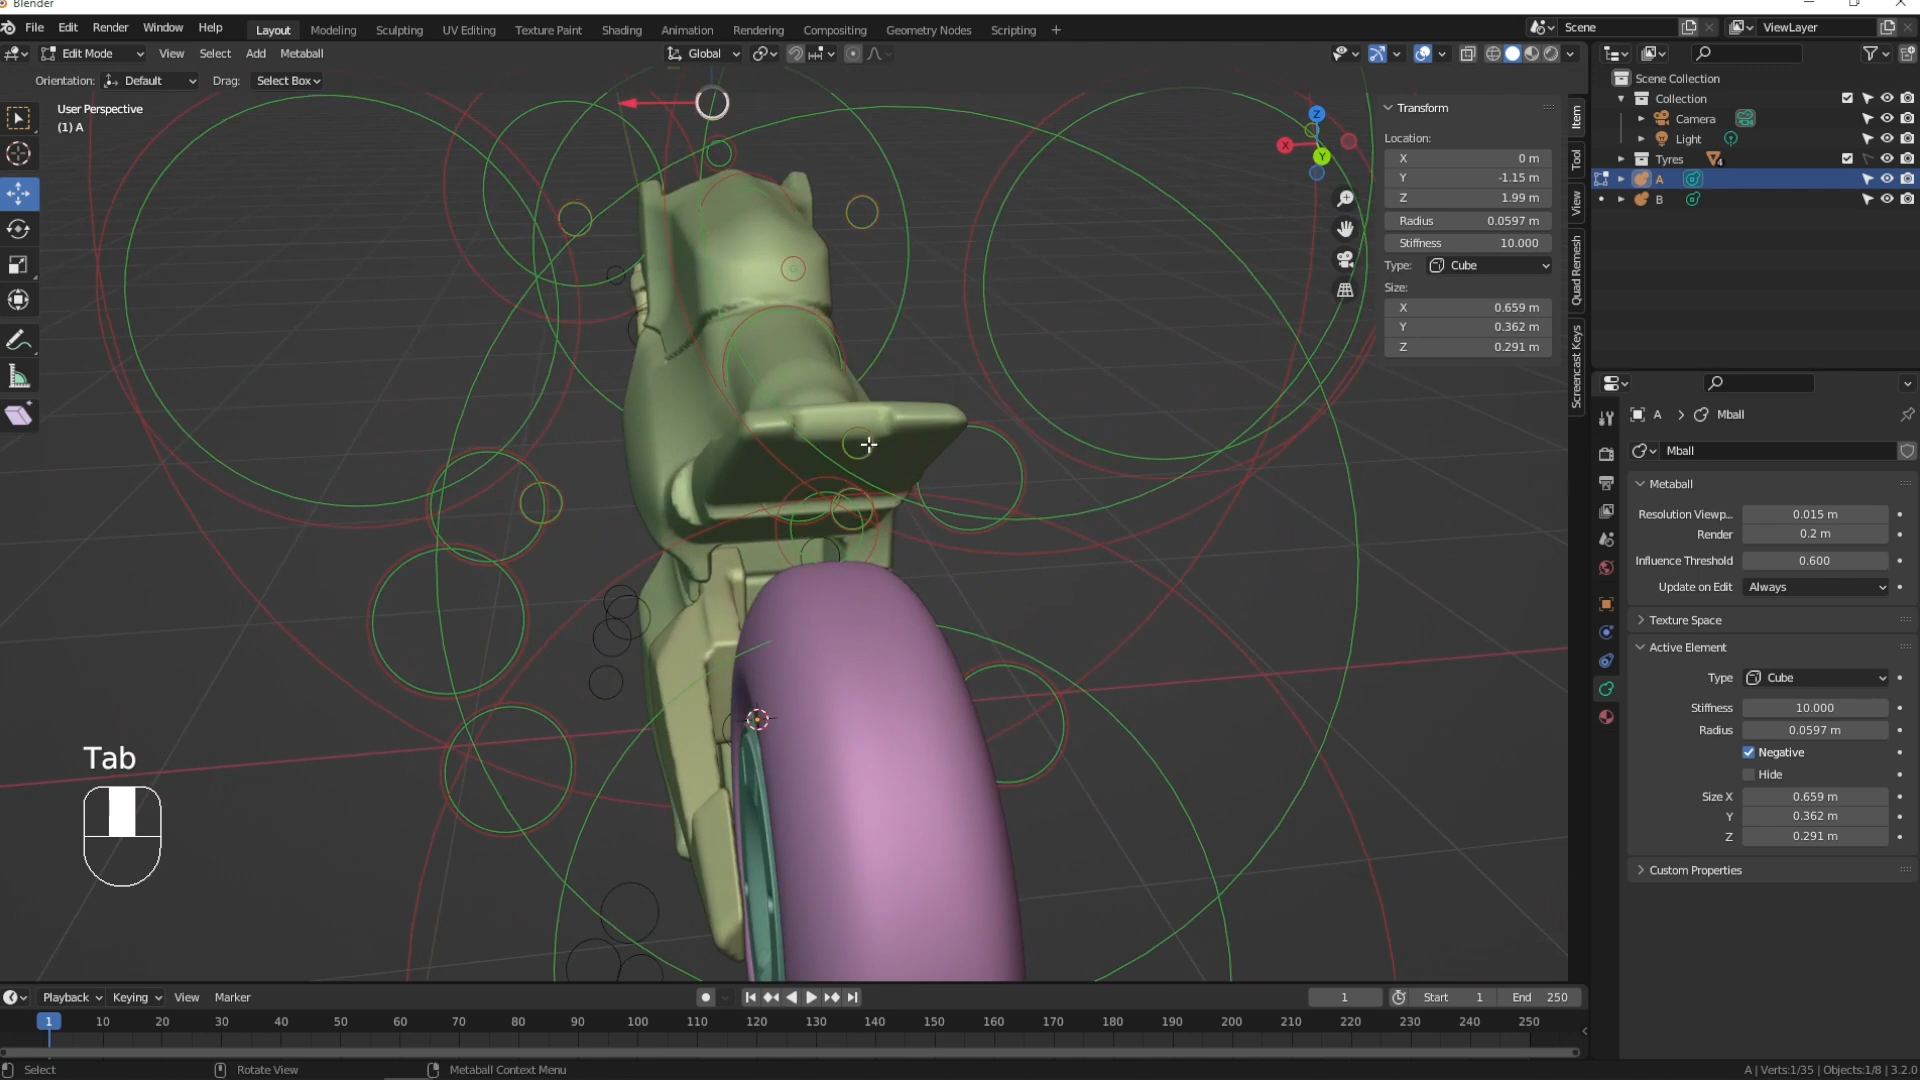 Blender
File Edit Render Window Help Layout Modeling Sculpting UV Editing Texture Paint Shading Animation Rendering Compositing Geometry Nodes Scripting + Scene ViewLayer
Edit Mode View Select Add Metaball Global
Orientation: Default Drag: Select Box
User Perspective
(1) A
Z
X
Y
Transform
Location:
X 0 m
Y -1.15 m
Z 1.99 m
Radius 0.0597 m
Stiffness 10.000
Type: Cube
Size:
X 0.659 m
Y 0.362 m
Z 0.291 m
Item
Tool
View
Quad Remesh
Screencast Keys
Scene Collection
Collection
Camera
Light
Tyres 4
A
B
A > Mball
Mball
Metaball
Resolution Viewp... 0.015 m
Render 0.2 m
Influence Threshold 0.600
Update on Edit Always
Texture Space
Active Element
Type Cube
Stiffness 10.000
Radius 0.0597 m
Negative
Hide
Size X 0.659 m
Y 0.362 m
Z 0.291 m
Custom Properties
Tab
Playback Keying View Marker 1 Start 1 End 250
1 10 20 30 40 50 60 70 80 90 100 110 120 130 140 150 160 170 180 190 200 210 220 230 240 250
Select Rotate View Metaball Context Menu A | Verts:1/35 | Objects:1/8 | 3.2.0